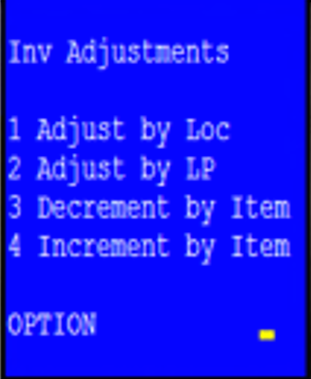 Inv Adjustments
1 Adjust by Loc
2 Adjust by LP
3 Decrement by Item
4 Increment by Item
OPTION